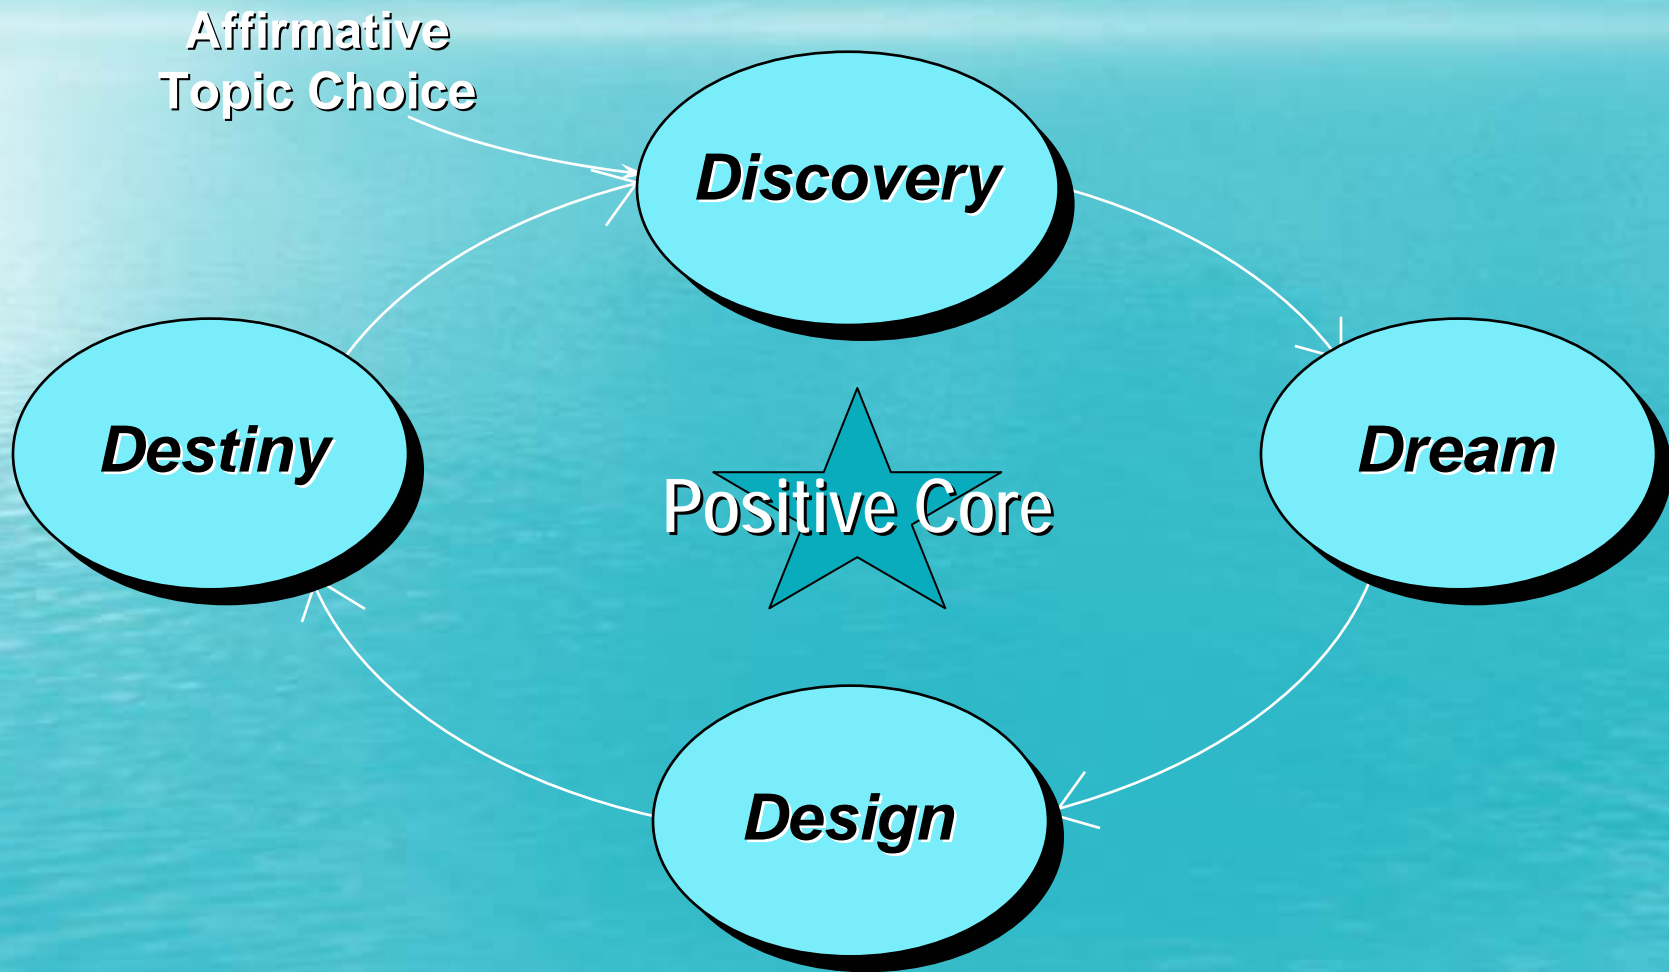 Affirmative
Topic Choice
Discovery
Destiny
Dream
Positive Core
Design